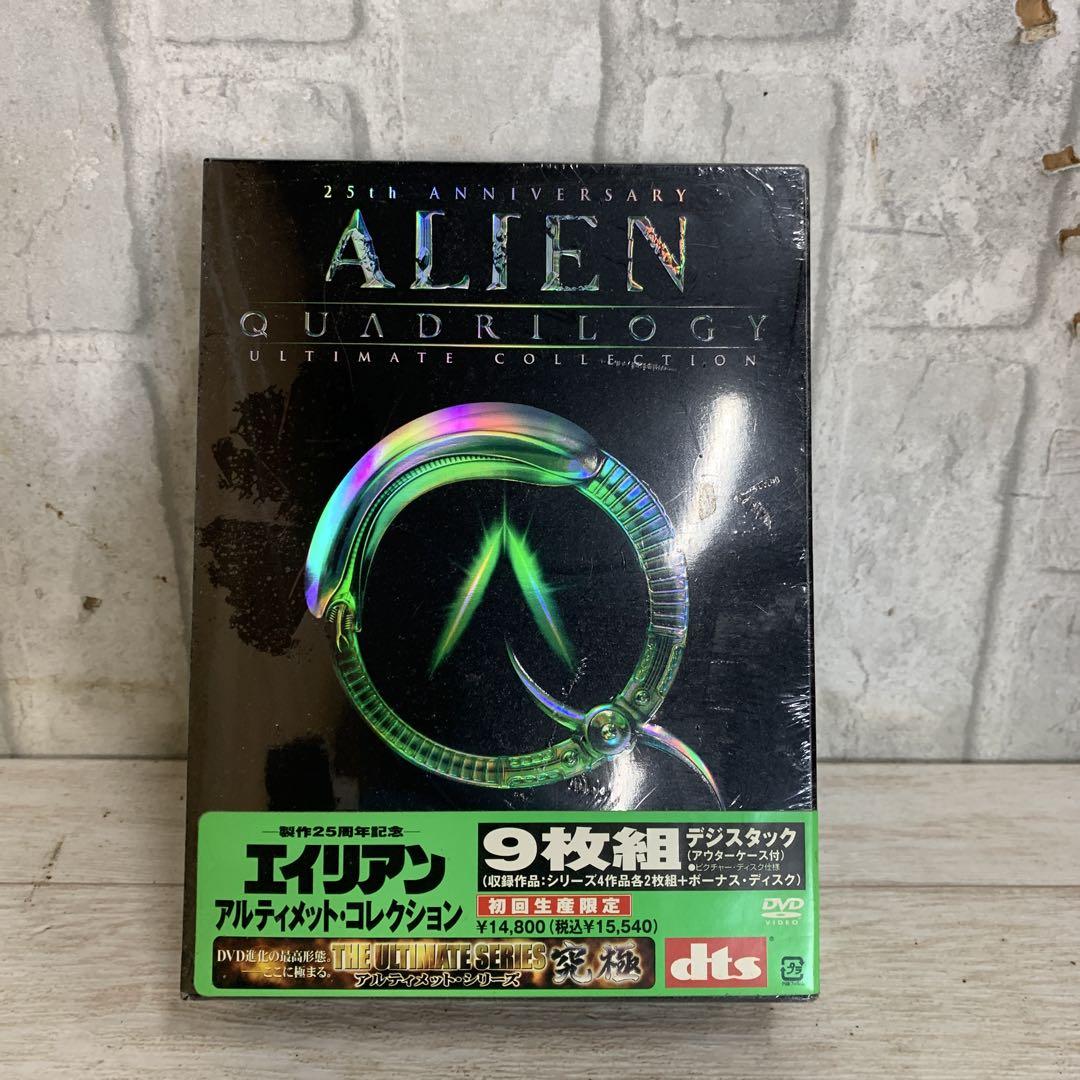 25th ANNIVERSARY
ALIEN
QUADRILOGY
ULTIMATE COLLECTION
製作25周年記念
エイリアン
アルティメット・コレクション
9枚組
デジスタック
(アウターケース付)
●ピクチャー・ディスク仕様
(収録作品:シリーズ4作品各2枚組+ボーナス・ディスク)
初回生産限定
¥14,800(税込¥15,540)
DVD
VIDEO
DVD進化の最高形態。
ここに極まる。
THE ULTIMATE SERIES
アルティメット・シリーズ
究極
dts
プラ